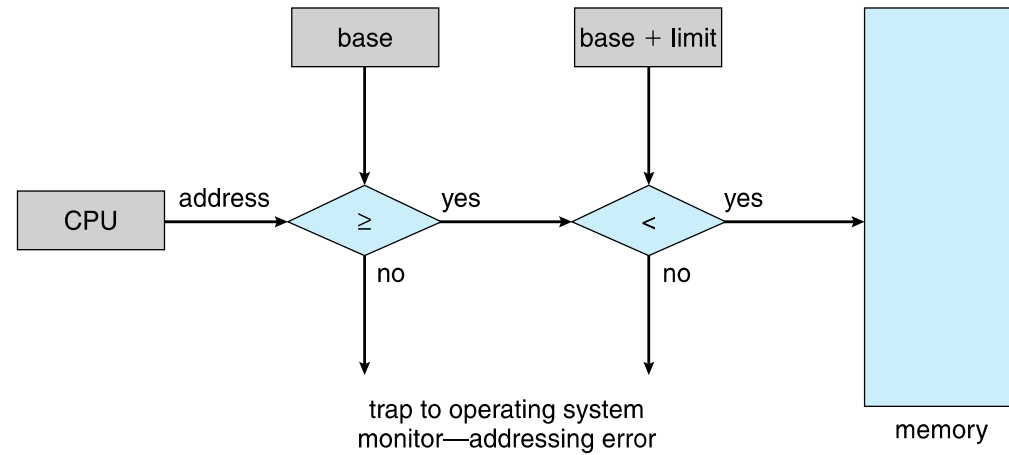 base
base + limit
CPU
address
≥
yes
<
yes
no
no
trap to operating system
monitor—addressing error
memory